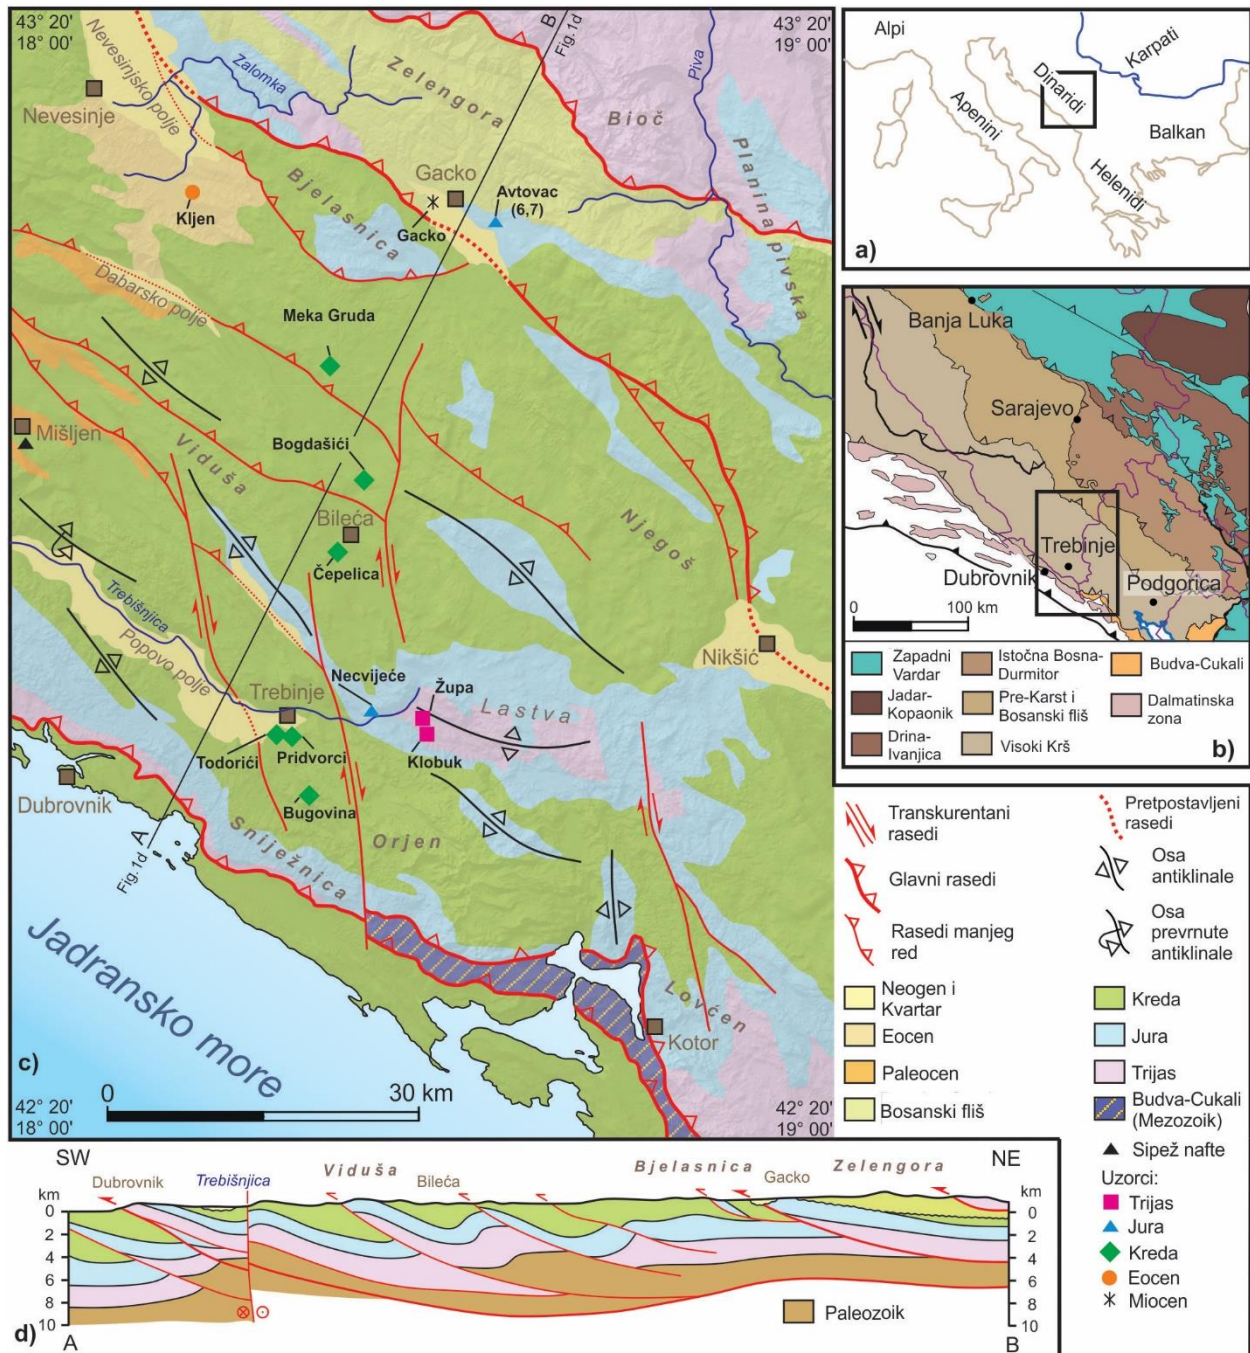 43° 20'
18° 00'
43° 20'
19° 00'
B
Fig. 1d
Nevesinjsko polje
Zalomka
Zelengora
Piva
Nevesinje
Bioč
Planina pivska
Gacko
Avtovac
(6,7)
Kljen
Bjelasnica
Gacko
Dabarsko polje
Meka Gruda
Mišljen
Viduša
Bogdašići
Bileća
Njegoš
Čepelica
Trebišnjica
Popovo polje
Nikšić
Necvijeće
Župa
Trebinje
Lastva
Todorići
Pridvorci
Klobuk
Dubrovnik
Bugovina
Orjen
A
Fig. 1d
Sniježnica
Jadransko more
Lovćen
Kotor
c)
0
30 km
42° 20'
18° 00'
42° 20'
19° 00'
Alpi
Karpati
Dinaridi
Apenini
Balkan
Helenidi
a)
Banja Luka
Sarajevo
Trebinje
Dubrovnik
Podgorica
0
100 km
Zapadni
Vardar
Istočna Bosna-
Durmitor
Budva-Cukali
Jadar-
Kopaonik
Pre-Karst i
Bosanski fliš
Dalmatinska
zona
Drina-
Ivanjica
Visoki Krš
b)
Transkurentani
rasedi
Pretpostavljeni
rasedi
Glavni rasedi
Osa
antiklinale
Rasedi manjeg
red
Osa
prevrnute
antiklinale
Neogen i
Kvartar
Kreda
Eocen
Jura
Paleocen
Trijas
Bosanski fliš
Budva-Cukali
(Mezozoik)
Sipež nafte
Uzorci:
Trijas
Jura
Kreda
Eocen
Miocen
SW
NE
Dubrovnik
Trebišnjica
Viduša
Bileća
Bjelasnica
Gacko
Zelengora
km
0
2
4
6
8
10
km
0
2
4
6
8
10
Paleozoik
d)
A
B